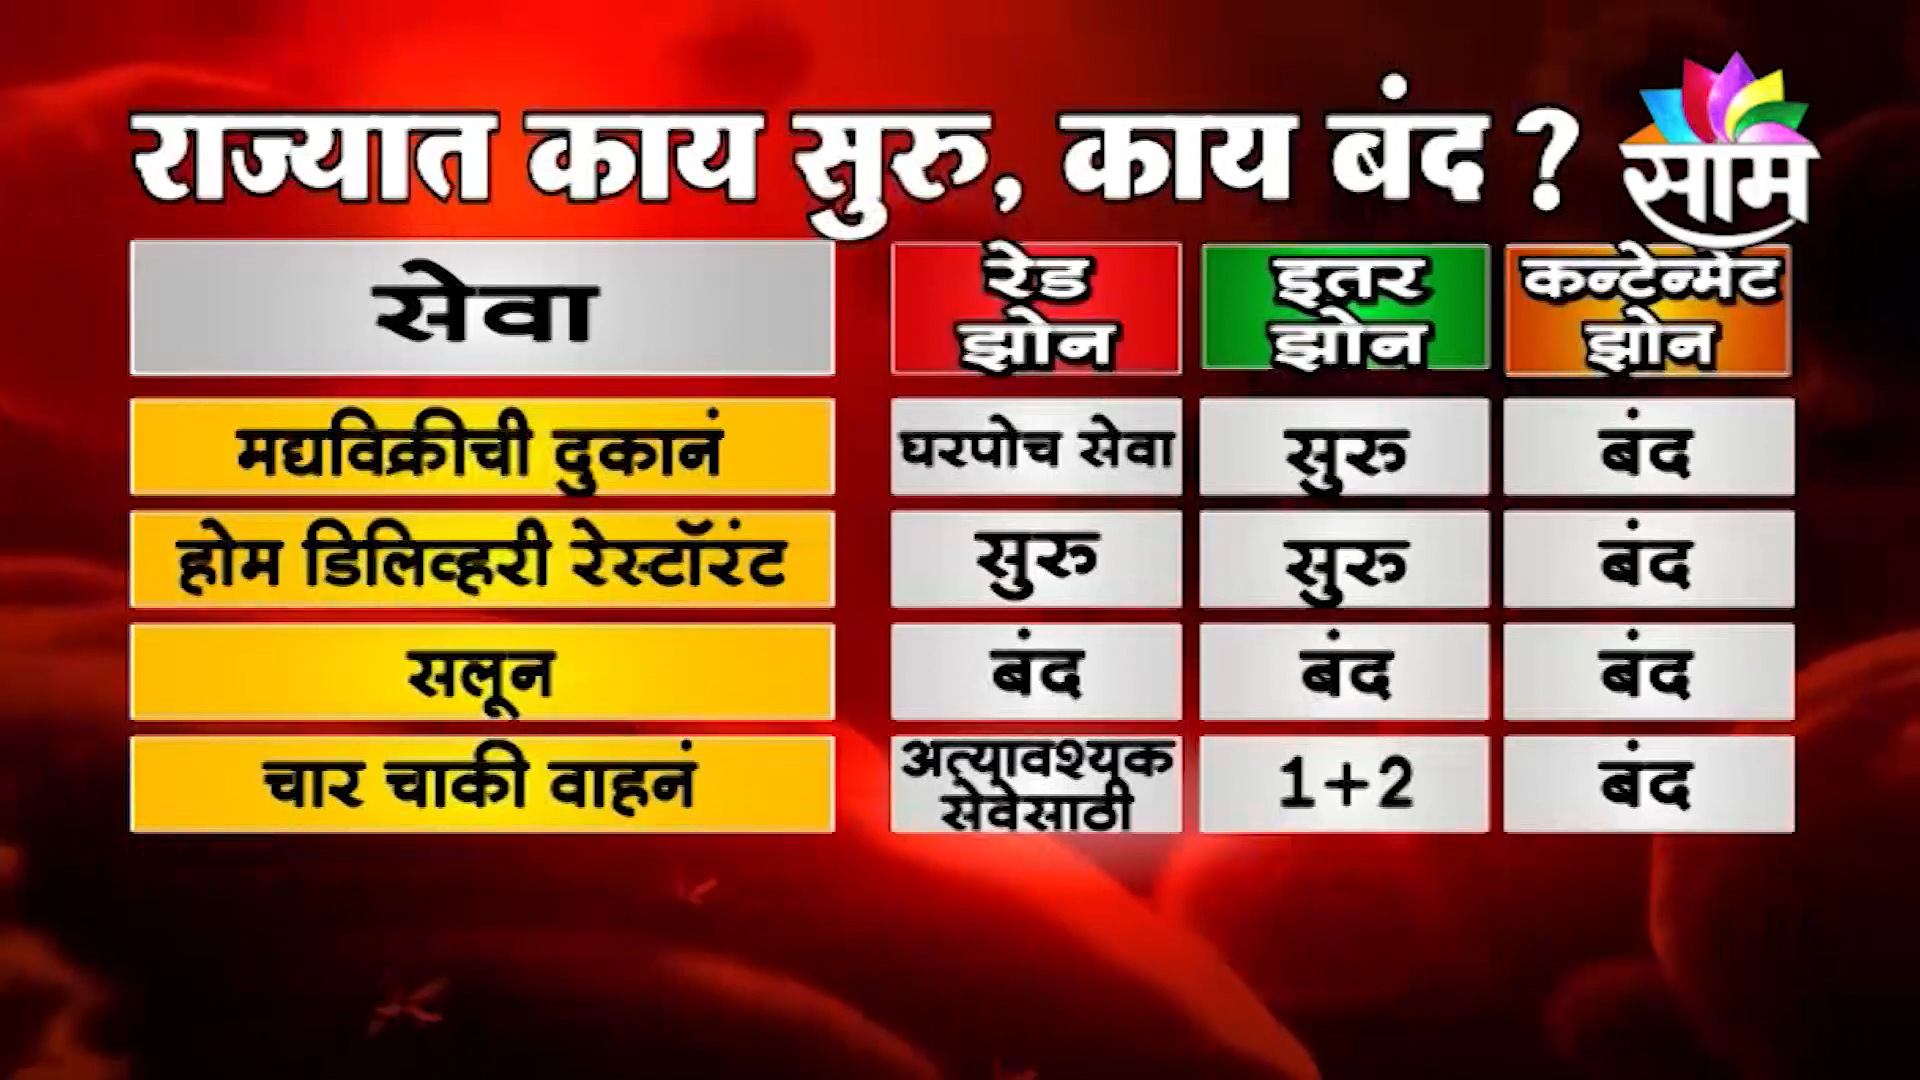 राज्यात काय सुरु, काय बंद ?
साम
सेवा
रेड
झोन
इतर
झोन
कन्टेन्मेंट
झोन
मद्यविक्रीची दुकानं
घरपोच सेवा
सुरु
बंद
होम डिलिव्हरी रेस्टॉरंट
सुरु
सुरु
बंद
सलून
बंद
बंद
बंद
चार चाकी वाहनं
अत्यावश्यक
सेवेसाठी
1+2
बंद